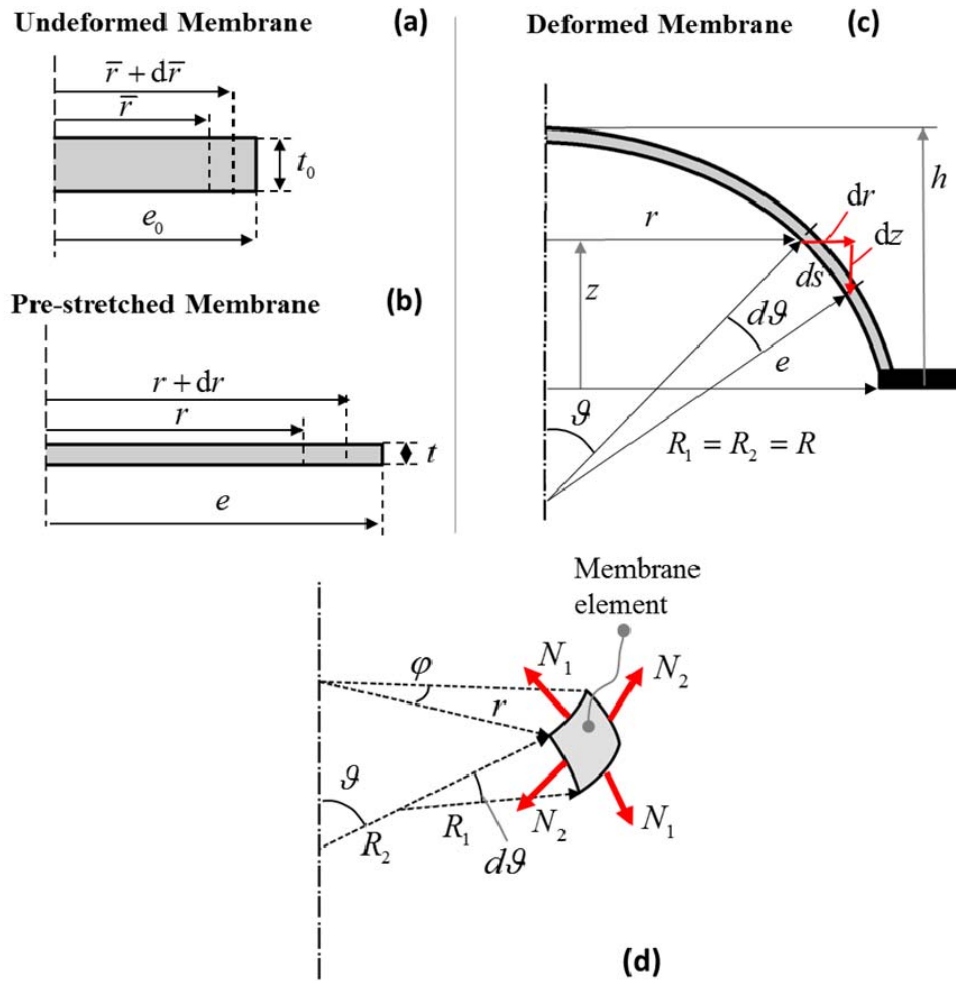 Undeformed Membrane (a)
r̅ + dr̅
r̅
t₀
e₀
Pre-stretched Membrane (b)
r + dr
r
t
e
Deformed Membrane (c)
h
dr
r
dz
ds
z
dϑ
e
ϑ
R₁ = R₂ = R
Membrane
element
N₁
N₂
φ
r
ϑ
R₂
R₁
N₂
N₁
dϑ
(d)